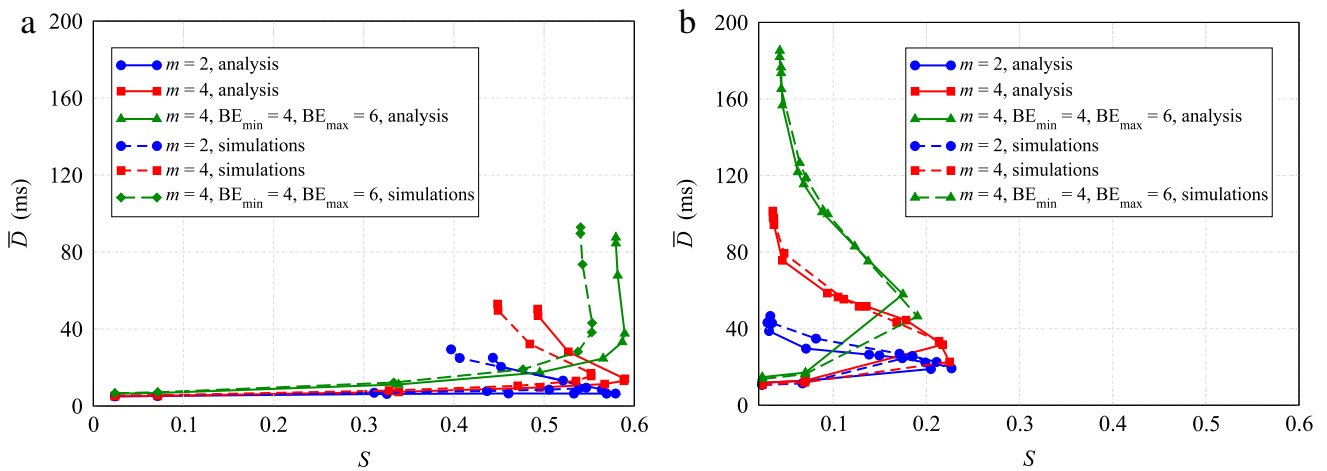 a
200
160
120
80
40
0
D̅ (ms)
m = 2, analysis
m = 4, analysis
m = 4, BEmin = 4, BEmax = 6, analysis
m = 2, simulations
m = 4, simulations
m = 4, BEmin = 4, BEmax = 6, simulations
0 0.1 0.2 0.3 0.4 0.5 0.6
S
b
200
160
120
80
40
0
D̅ (ms)
m = 2, analysis
m = 4, analysis
m = 4, BEmin = 4, BEmax = 6, analysis
m = 2, simulations
m = 4, simulations
m = 4, BEmin = 4, BEmax = 6, simulations
0.1 0.2 0.3 0.4 0.5 0.6
S